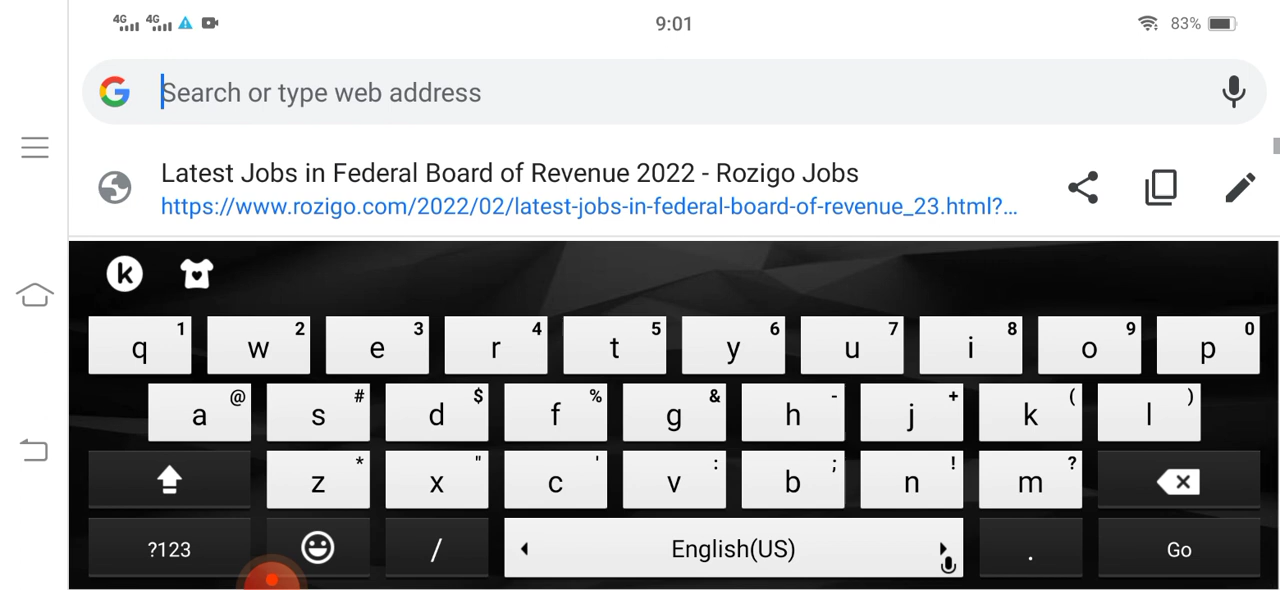 4G 4G 9:01 83%
Search or type web address
Latest Jobs in Federal Board of Revenue 2022 - Rozigo Jobs
https://www.rozigo.com/2022/02/latest-jobs-in-federal-board-of-revenue_23.html?...
k
1 2 3 4 5 6 7 8 9 0
q w e r t y u i o p
@ # $ % & - + ( )
a s d f g h j k l
* " ' : ; ! ?
z x c v b n m
?123 / English(US) . Go